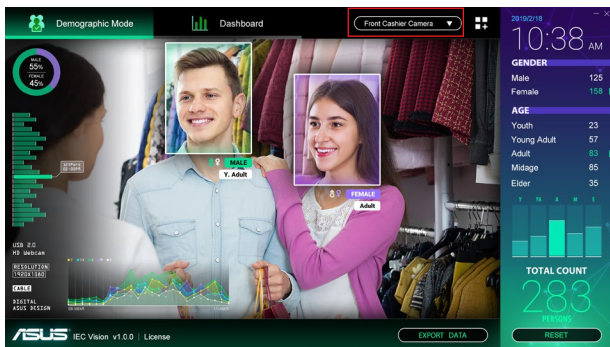 Demographic Mode
Dashboard
Front Cashier Camera
2019/2/18
10:38 AM
GENDER
Male 125
Female 158
AGE
Youth 23
Young Adult 57
Adult 83
Midage 85
Elder 35
Y YA A M E
TOTAL COUNT
283
PERSONS
RESET
MALE
55%
FEMALE
45%
MALE
Y. Adult
FEMALE
Adult
USB 2.0
HD Webcam
RESOLUTION
1920X1080
CABLE
DIGITAL
ASUS DESIGN
ASUS IEC Vision v1.0.0 | License
EXPORT DATA